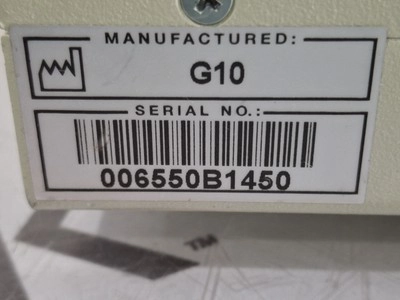 MANUFACTURED:
G10
SERIAL NO.:
006550B1450